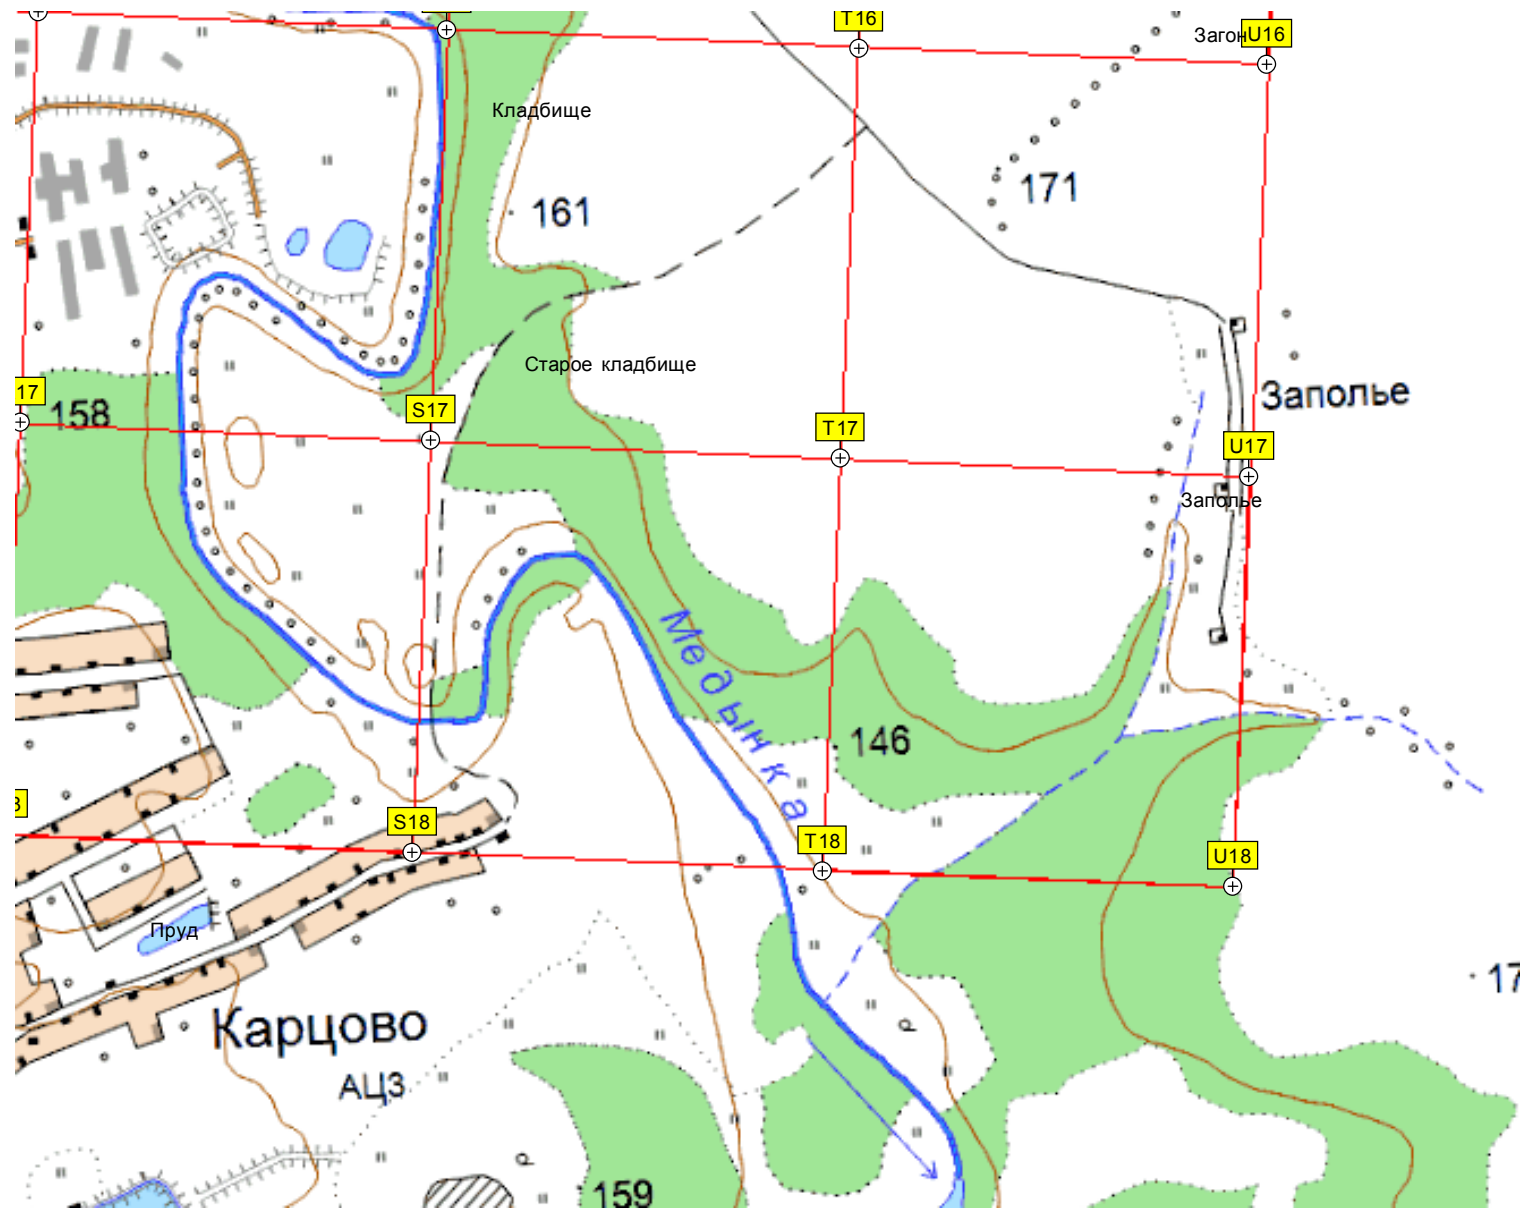 T16
Загон
U16
Кладбище
171
161
Старое кладбище
Заполье
17
158
S17
T17
U17
Заполье
Медынка
146
S18
T18
U18
Пруд
17
Карцово
АЦЗ
р
р
159